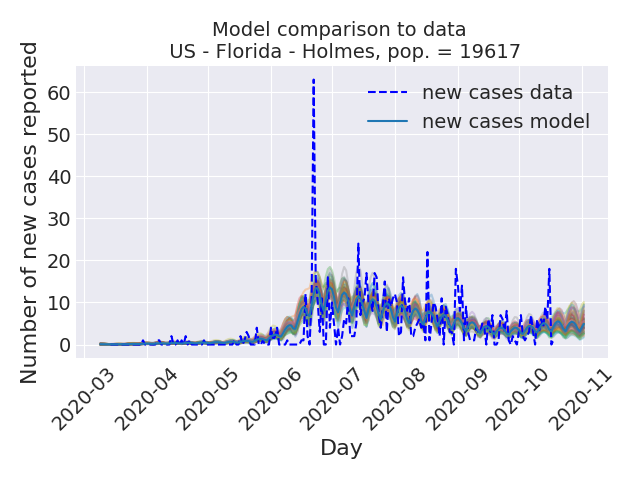 Model comparison to data
US - Florida - Holmes, pop. = 19617
Number of new cases reported
60
50
40
30
20
10
0
new cases data
new cases model
2020-03
2020-04
2020-05
2020-06
2020-07
2020-08
2020-09
2020-10
2020-11
Day